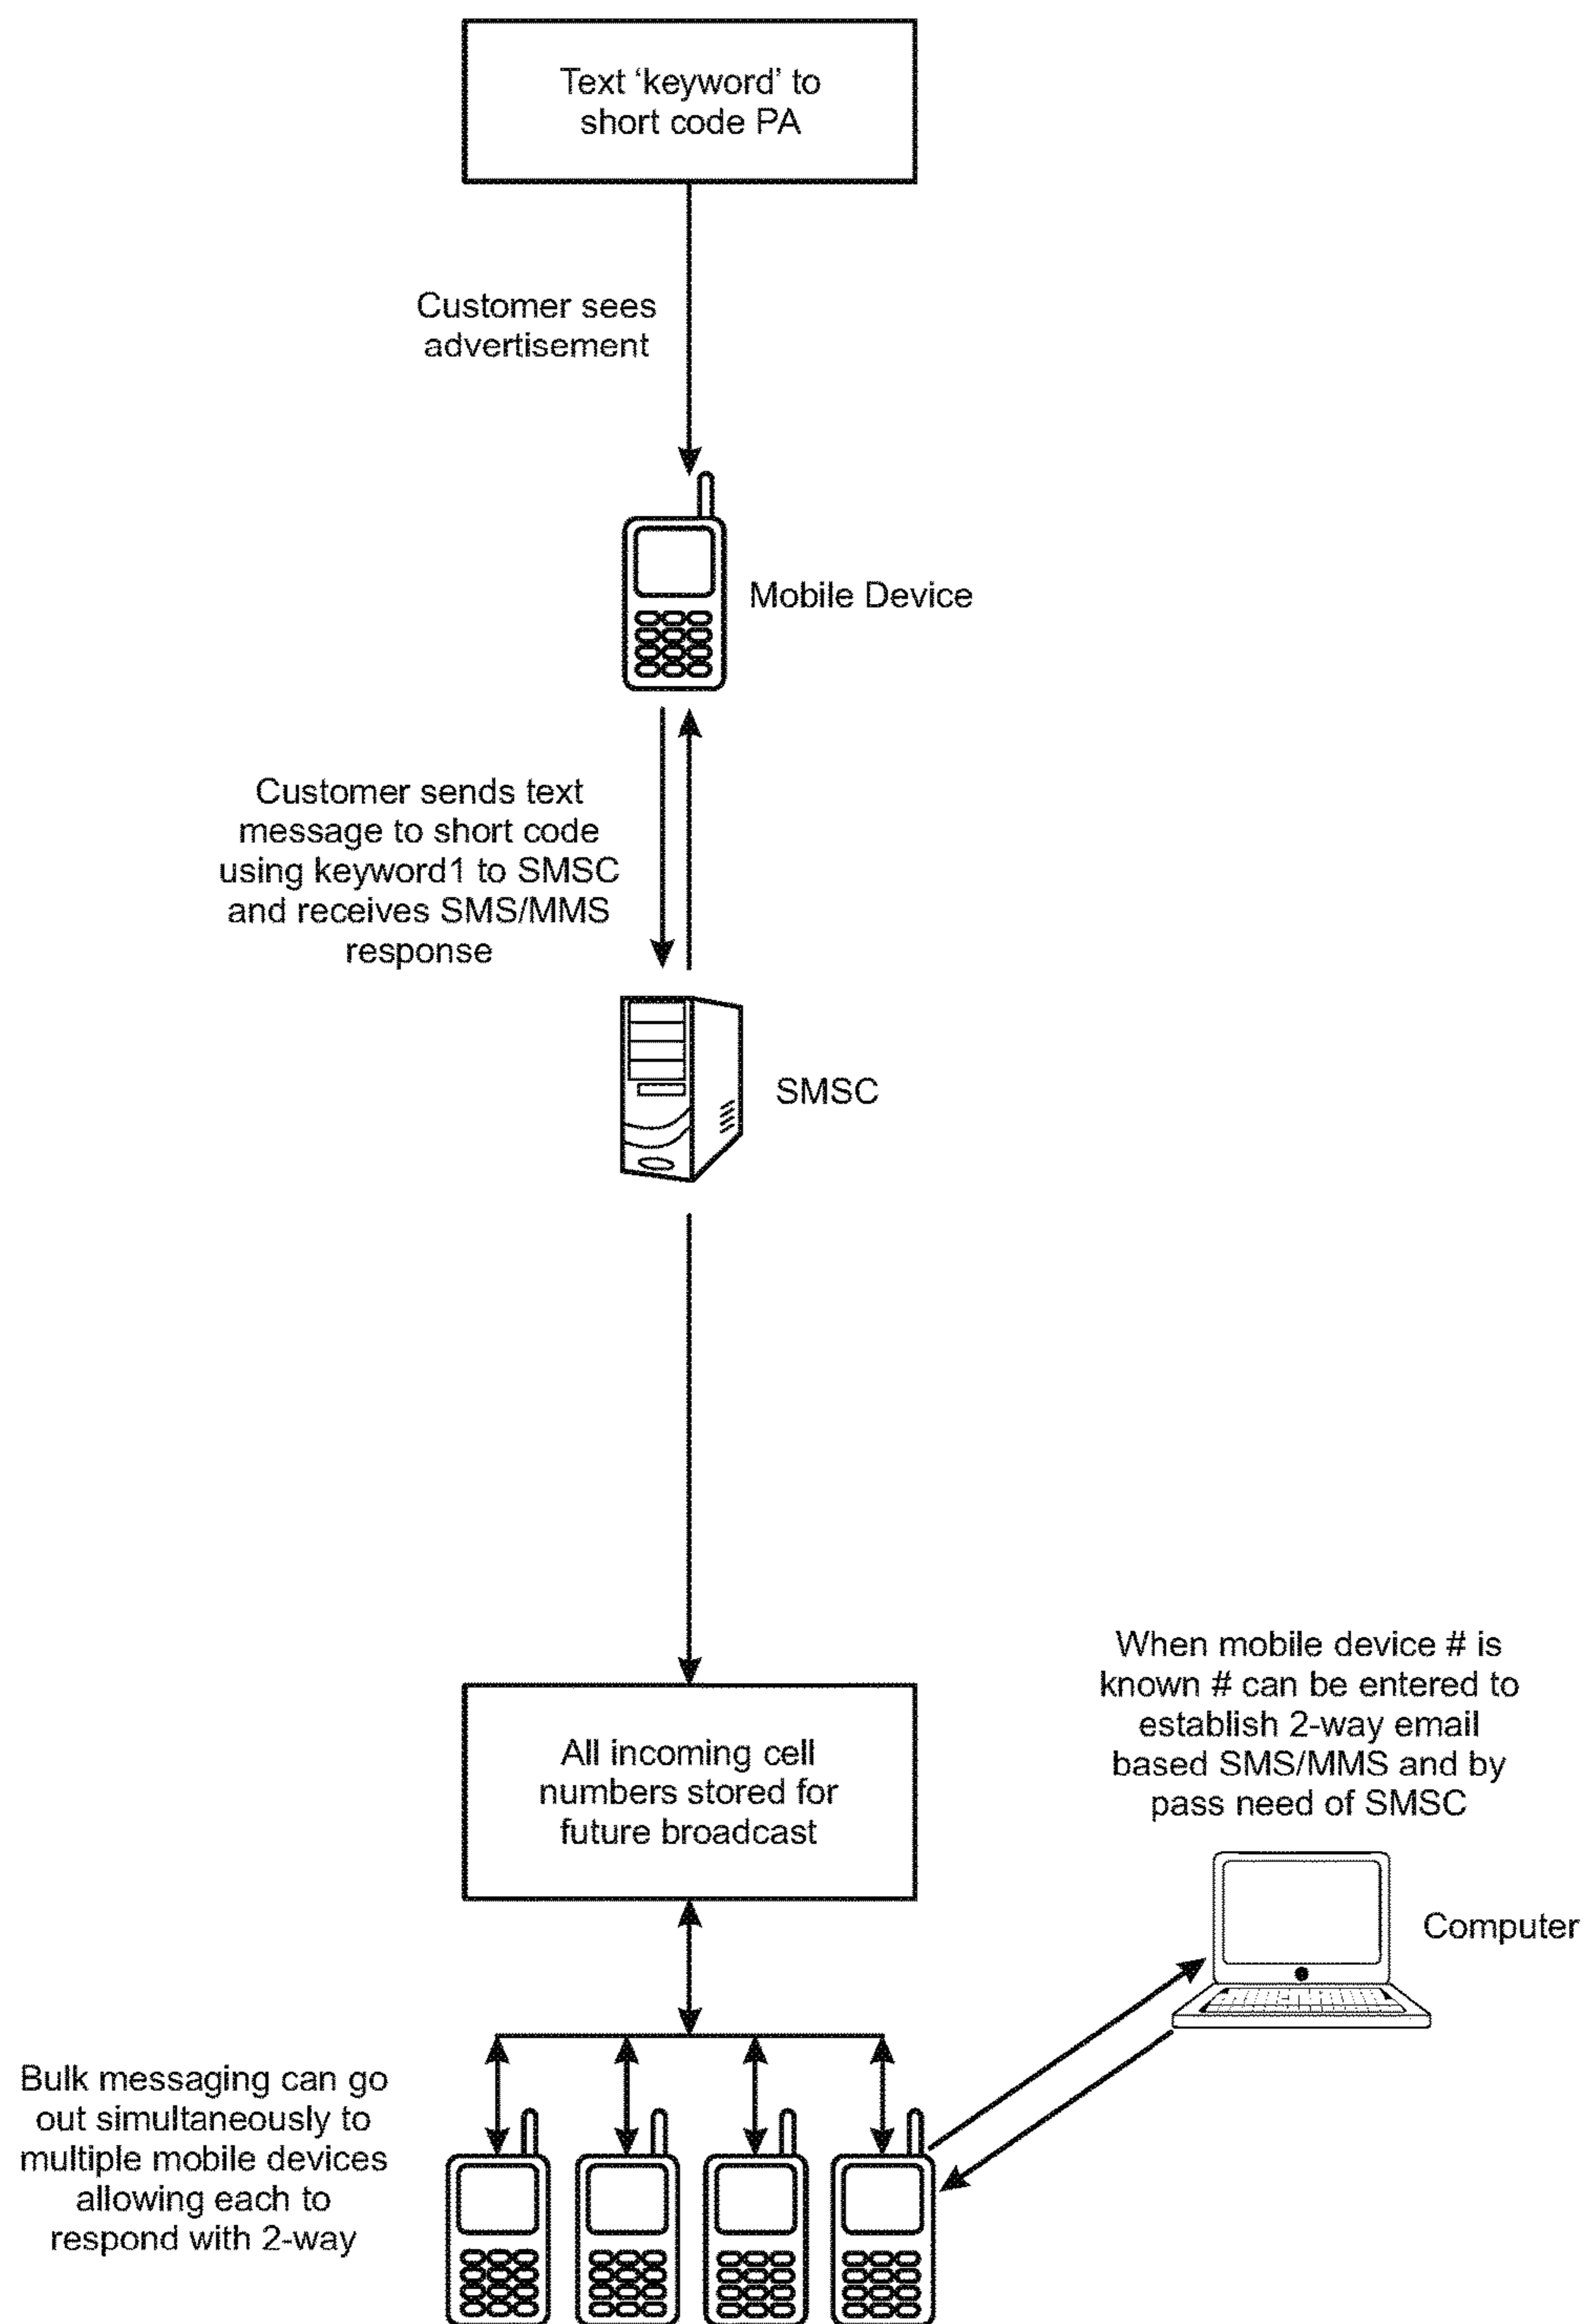 Text ‘keyword’ to
short code PA
Customer sees
advertisement
Mobile Device
Customer sends text
message to short code
using keyword1 to SMSC
and receives SMS/MMS
response
SMSC
When mobile device # is
known # can be entered to
establish 2-way email
based SMS/MMS and by
pass need of SMSC
All incoming cell
numbers stored for
future broadcast
Computer
Bulk messaging can go
out simultaneously to
multiple mobile devices
allowing each to
respond with 2-way